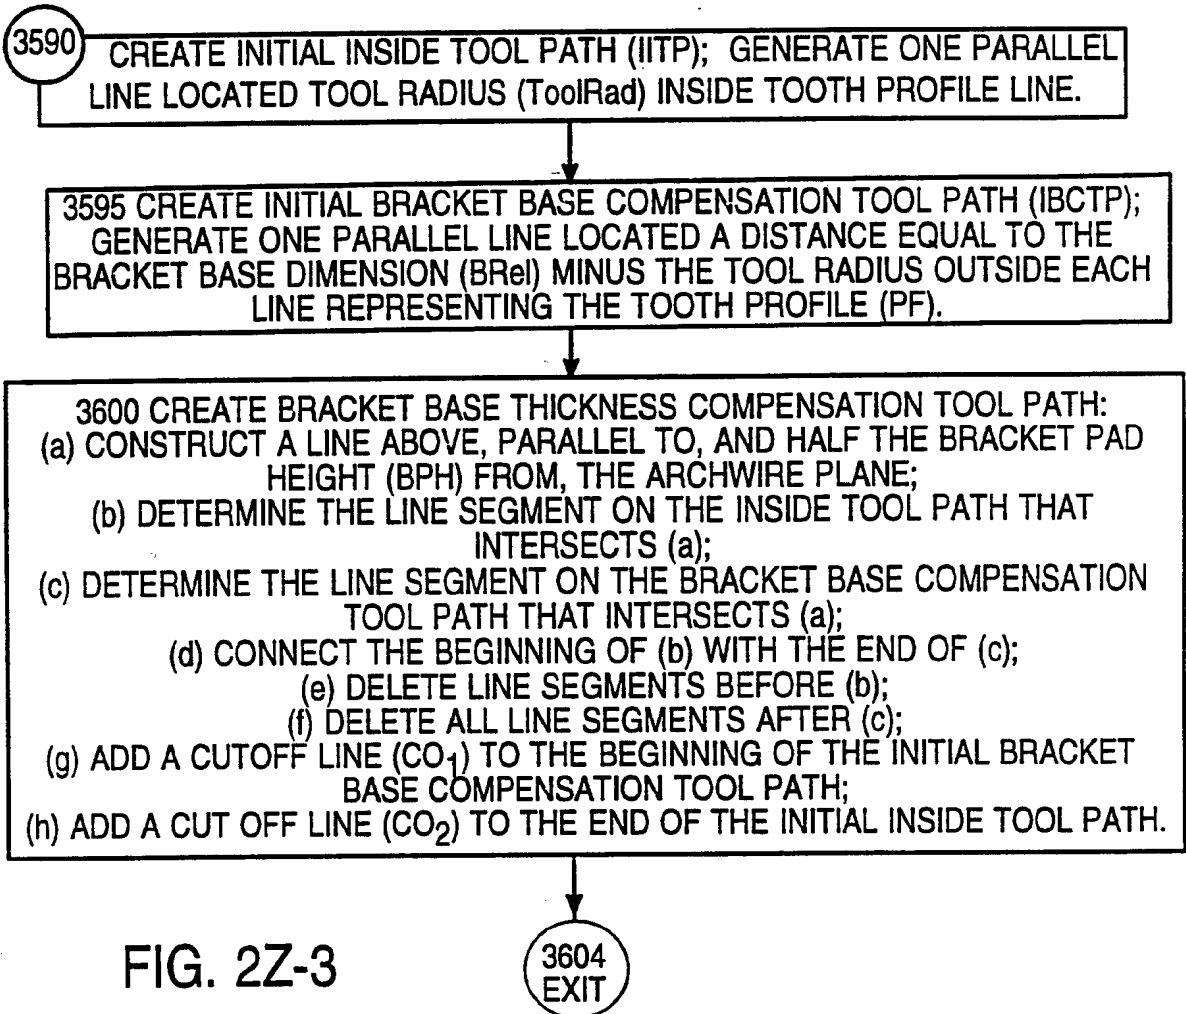 3590
CREATE INITIAL INSIDE TOOL PATH (IITP); GENERATE ONE PARALLEL
LINE LOCATED TOOL RADIUS (ToolRad) INSIDE TOOTH PROFILE LINE.
3595 CREATE INITIAL BRACKET BASE COMPENSATION TOOL PATH (IBCTP);
GENERATE ONE PARALLEL LINE LOCATED A DISTANCE EQUAL TO THE
BRACKET BASE DIMENSION (BRel) MINUS THE TOOL RADIUS OUTSIDE EACH
LINE REPRESENTING THE TOOTH PROFILE (PF).
3600 CREATE BRACKET BASE THICKNESS COMPENSATION TOOL PATH:
(a) CONSTRUCT A LINE ABOVE, PARALLEL TO, AND HALF THE BRACKET PAD
HEIGHT (BPH) FROM, THE ARCHWIRE PLANE;
(b) DETERMINE THE LINE SEGMENT ON THE INSIDE TOOL PATH THAT
INTERSECTS (a);
(c) DETERMINE THE LINE SEGMENT ON THE BRACKET BASE COMPENSATION
TOOL PATH THAT INTERSECTS (a);
(d) CONNECT THE BEGINNING OF (b) WITH THE END OF (c);
(e) DELETE LINE SEGMENTS BEFORE (b);
(f) DELETE ALL LINE SEGMENTS AFTER (c);
(g) ADD A CUTOFF LINE (CO1) TO THE BEGINNING OF THE INITIAL BRACKET
BASE COMPENSATION TOOL PATH;
(h) ADD A CUT OFF LINE (CO2) TO THE END OF THE INITIAL INSIDE TOOL PATH.
3604
EXIT
FIG. 2Z-3